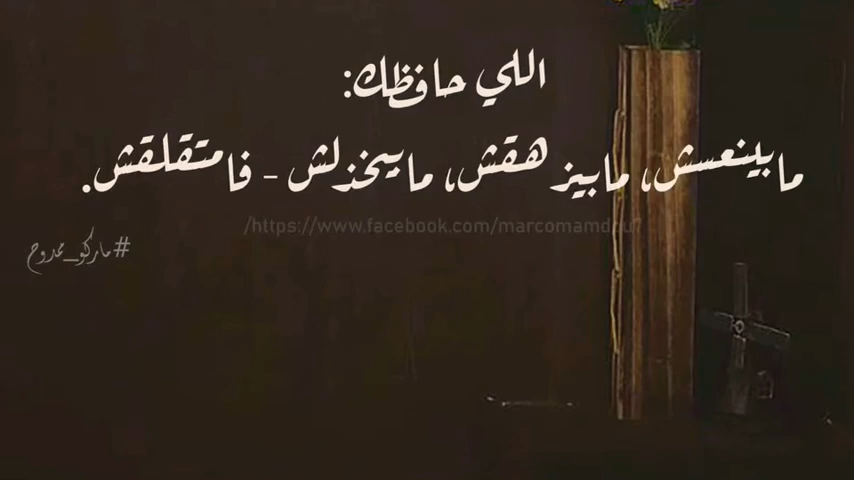 اللي حافظك:
مابينعسش، مابيزهقش، مابيخذلش - فامتقلقش.
/https://www.facebook.com/marcomamdou
#ماركو_ممدوح